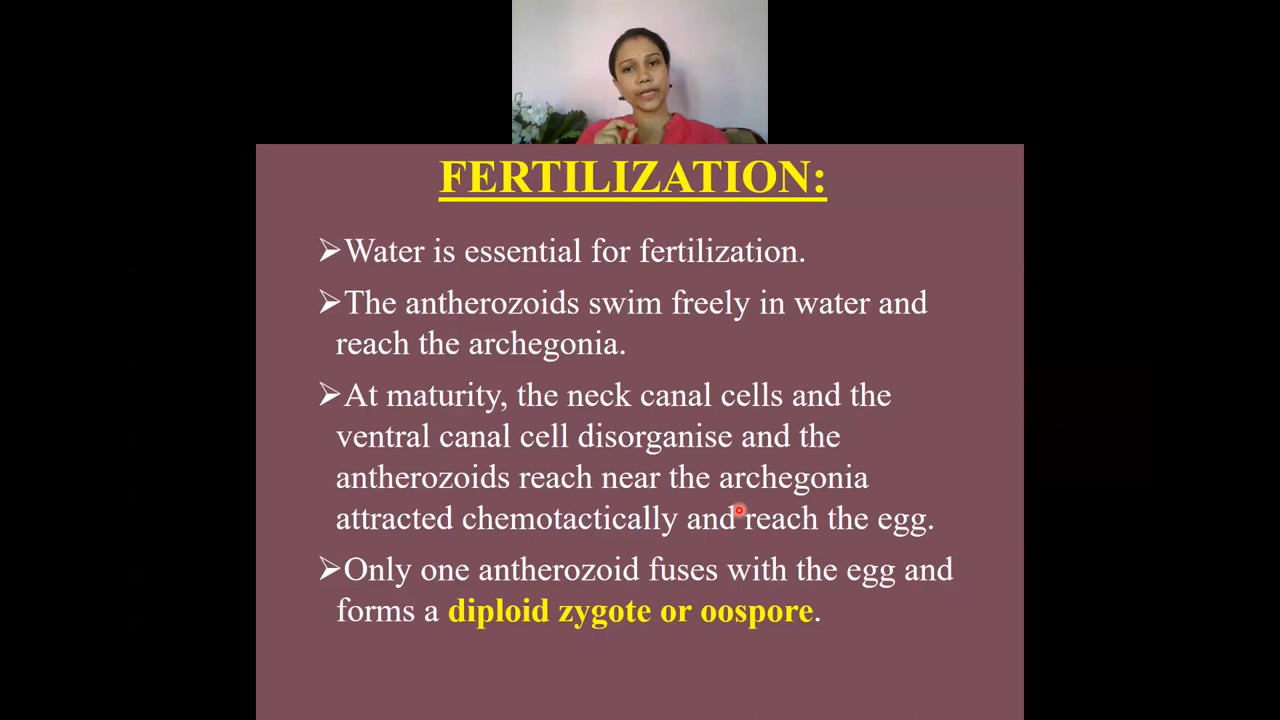 FERTILIZATION:
➢Water is essential for fertilization.
➢The antherozoids swim freely in water and
reach the archegonia.
➢At maturity, the neck canal cells and the
ventral canal cell disorganise and the
antherozoids reach near the archegonia
attracted chemotactically and reach the egg.
➢Only one antherozoid fuses with the egg and
forms a diploid zygote or oospore.